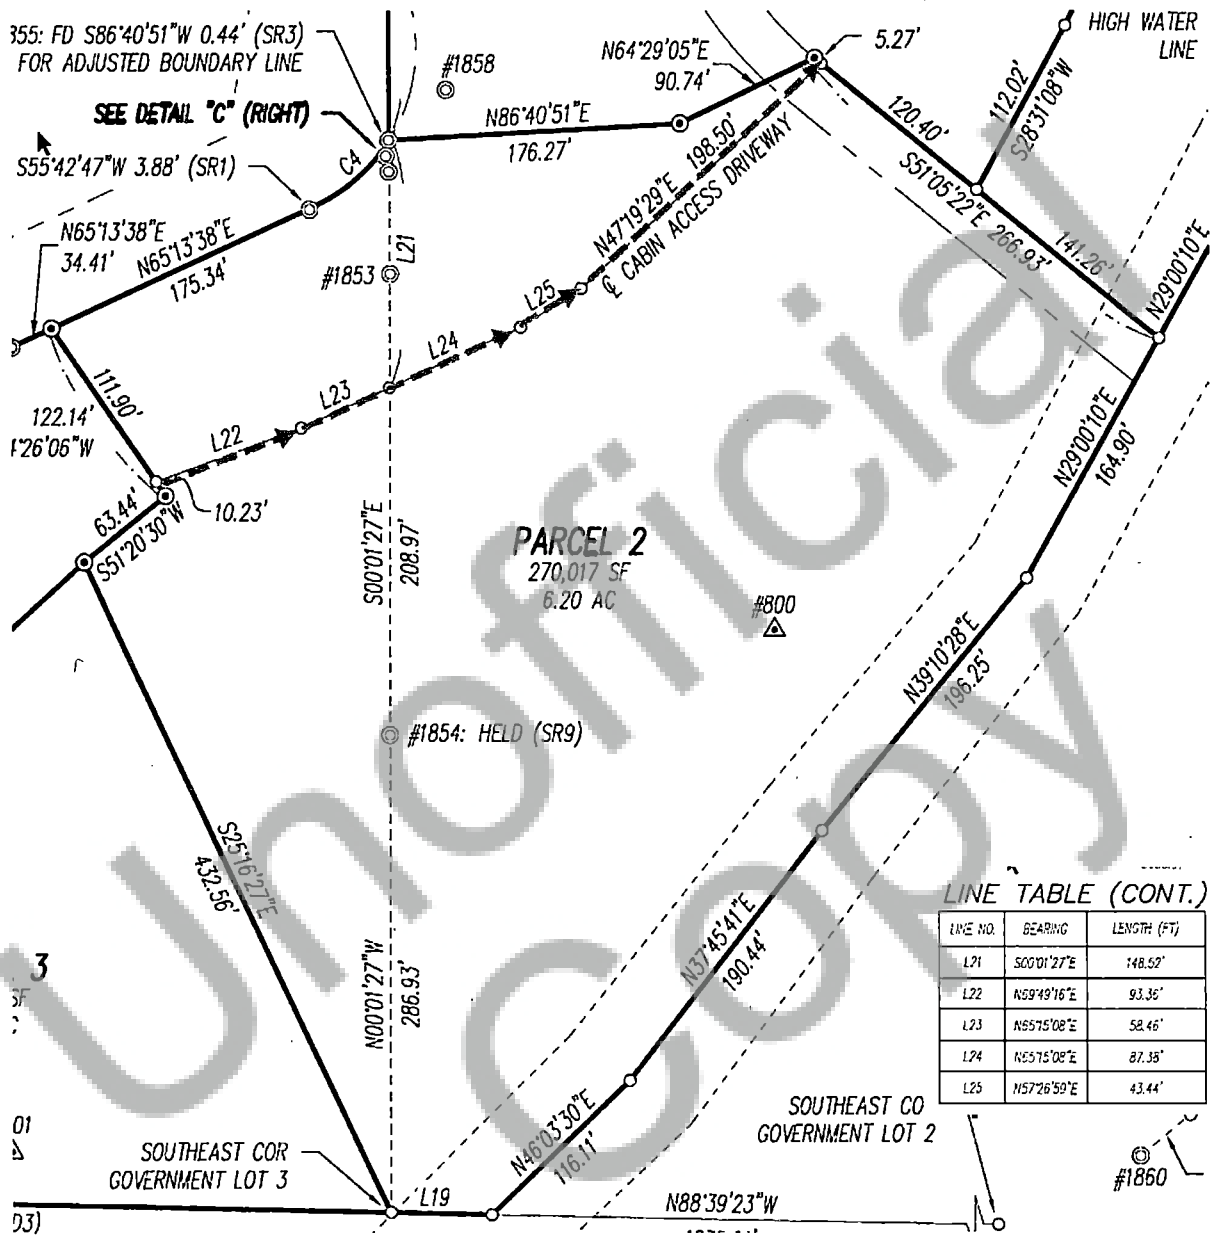 355: FD S86°40'51"W 0.44' (SR3)
FOR ADJUSTED BOUNDARY LINE
SEE DETAIL "C" (RIGHT)
S55°42'47"W 3.88' (SR1)
#1858
N86°40'51"E
176.27'
N64°29'05"E
90.74'
5.27'
HIGH WATER
LINE
112.02'
S28°31'08"W
120.40'
S51°05'22"E 266.93'
141.26'
N29°00'10"E
C4
N65°13'38"E
34.41'
N65°13'38"E
175.34'
L21
#1853
N47°19'29"E 198.50'
℄ CABIN ACCESS DRIVEWAY
L25
L24
L23
L22
111.90'
122.14'
26'06"W
10.23'
63.44'
S51°20'30"W
S00°01'27"E
208.97'
PARCEL 2
270,017 SF
6.20 AC
#800
N29°00'10"E
164.90'
N39°10'28"E
196.25'
#1854: HELD (SR9)
S25°16'27"E
432.56'
N00°01'27"W
286.93'
N37°45'41"E
190.44'
3
SF
01
SOUTHEAST COR
GOVERNMENT LOT 3
L19
N46°03'30"E
116.11'
SOUTHEAST CO
GOVERNMENT LOT 2
N88°39'23"W
#1860
03)
LINE TABLE (CONT.)
LINE NO. BEARING LENGTH (FT)
L21 S00°01'27"E 148.52'
L22 N69°49'16"E 93.36'
L23 N65°15'08"E 58.46'
L24 N65°15'08"E 87.38'
L25 N57°26'59"E 43.44'
Unofficial
Copy